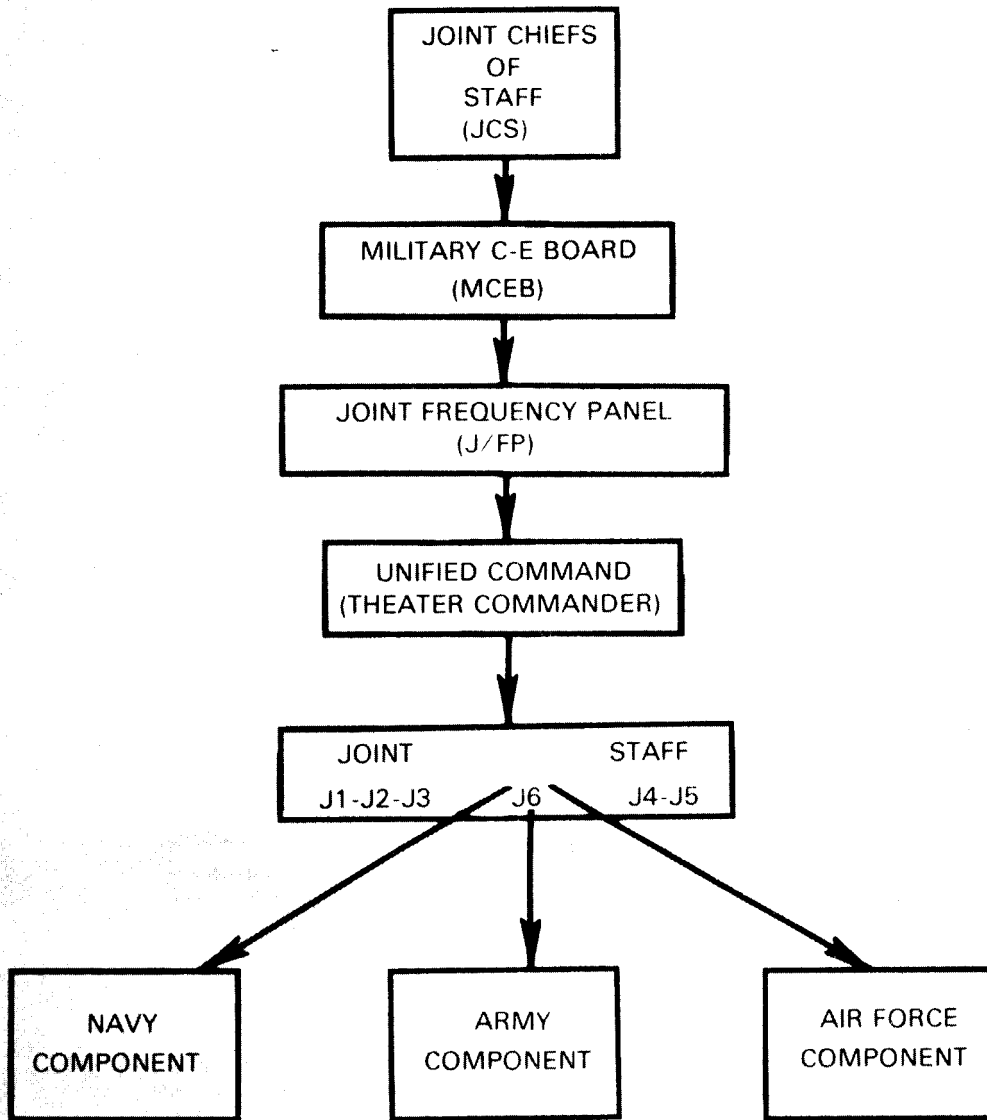 JOINT CHIEFS
OF
STAFF
(JCS)
MILITARY C-E BOARD
(MCEB)
JOINT FREQUENCY PANEL
(J/FP)
UNIFIED COMMAND
(THEATER COMMANDER)
JOINT STAFF
J1-J2-J3 J6 J4-J5
NAVY
COMPONENT
ARMY
COMPONENT
AIR FORCE
COMPONENT